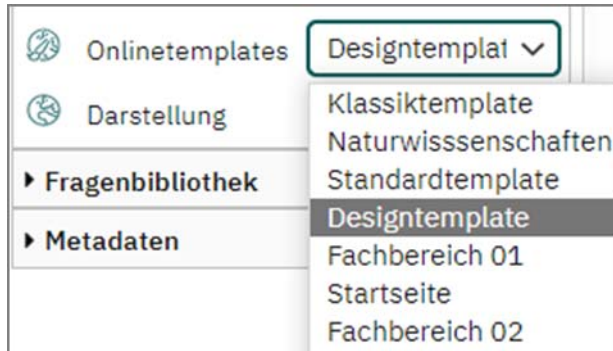 Onlinetemplates Designtemplat
Darstellung
Fragenbibliothek
Metadaten
Klassiktemplate
Naturwisssenschaften
Standardtemplate
Designtemplate
Fachbereich 01
Startseite
Fachbereich 02